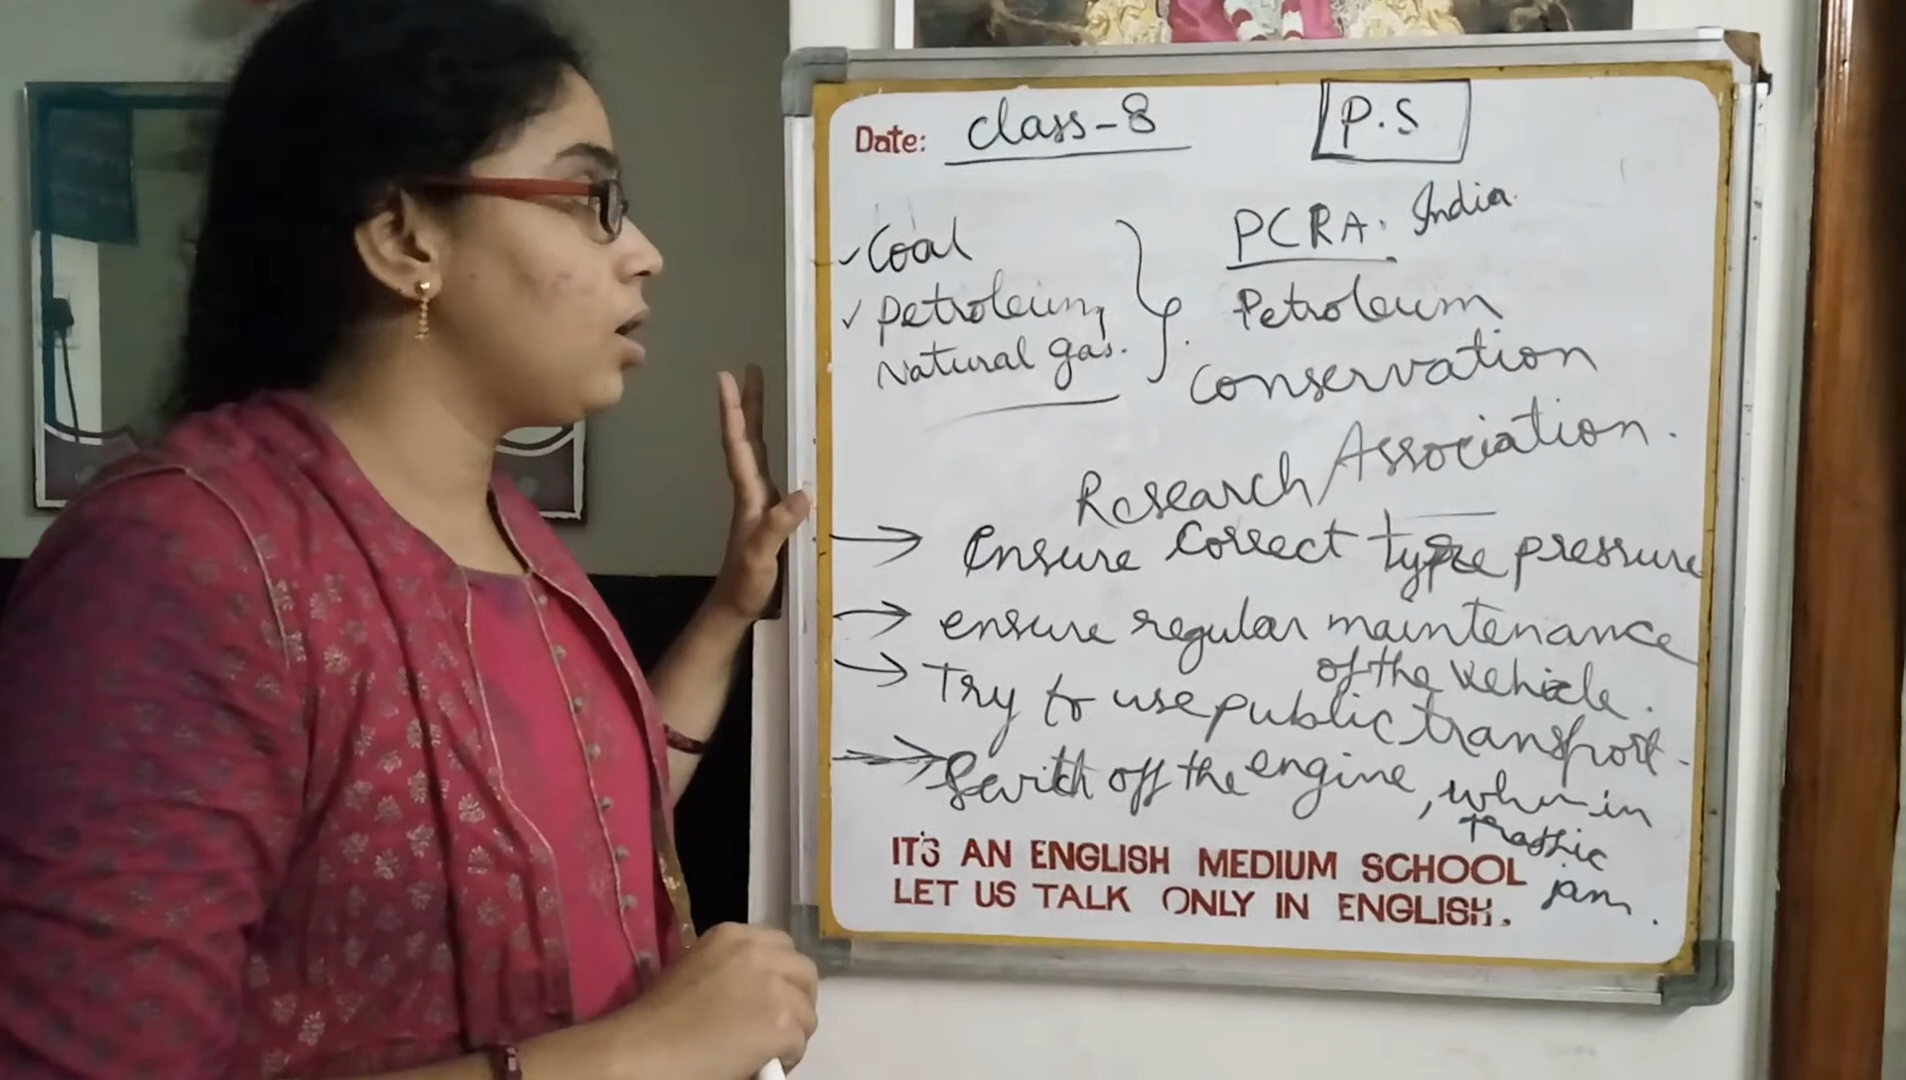 Date: Class-8
P.S
✓ Coal
✓ petroleum,
Natural gas.
PCRA. India.
Petroleum
Conservation
Research Association.
→ Ensure correct type pressure
→ ensure regular maintenance
of the vehicle.
→ Try to use public transport.
→ Switch off the engine, when in
traffic
jam.
IT'S AN ENGLISH MEDIUM SCHOOL
LET US TALK ONLY IN ENGLISH.